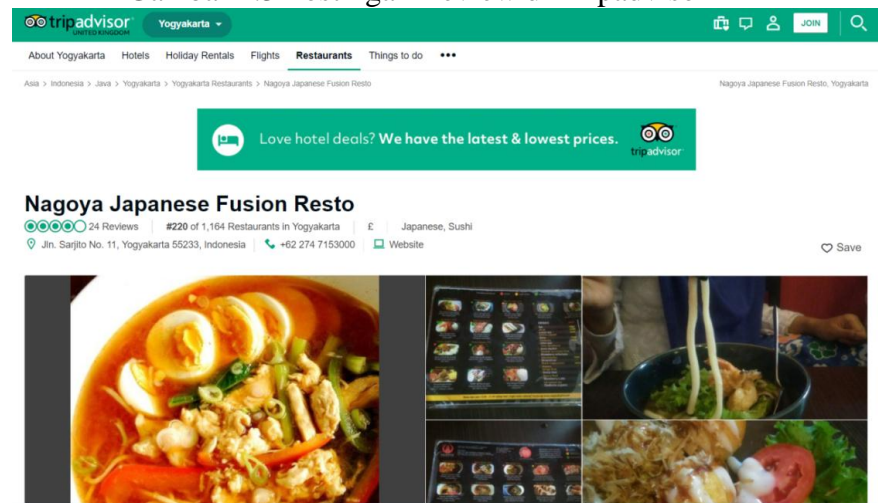 tripadvisor
UNITED KINGDOM
Yogyakarta
JOIN
About Yogyakarta Hotels Holiday Rentals Flights Restaurants Things to do •••
Asia > Indonesia > Java > Yogyakarta > Yogyakarta Restaurants > Nagoya Japanese Fusion Resto
Nagoya Japanese Fusion Resto, Yogyakarta
Love hotel deals? We have the latest & lowest prices.
tripadvisor
Nagoya Japanese Fusion Resto
24 Reviews #220 of 1,164 Restaurants in Yogyakarta £ Japanese, Sushi
Jln. Sarjito No. 11, Yogyakarta 55233, Indonesia +62 274 7153000 Website
Save